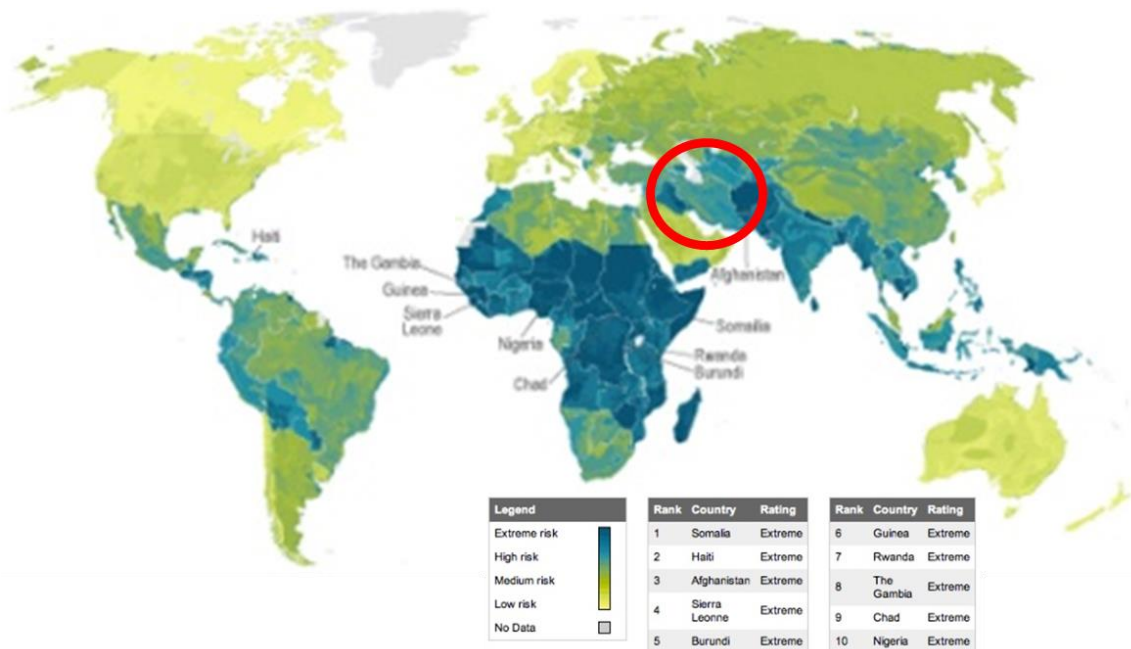 Haiti
The Gambia
Guinea
Sierra
Leone
Nigeria
Chad
Afghanistan
Somailia
Rwanda
Burundi
Legend
Extreme risk
High risk
Medium risk
Low risk
No Data
Rank Country Rating
1 Somalia Extreme
2 Haiti Extreme
3 Afghanistan Extreme
4 Sierra Leonne Extreme
5 Burundi Extreme
Rank Country Rating
6 Guinea Extreme
7 Rwanda Extreme
8 The Gambia Extreme
9 Chad Extreme
10 Nigeria Extreme